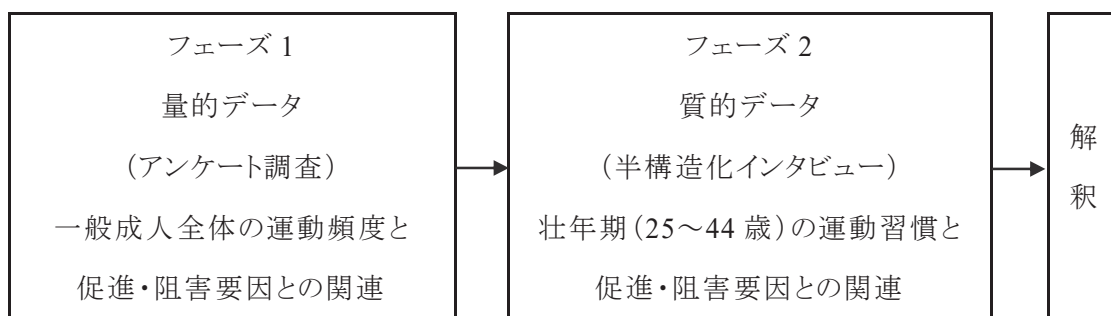 フェーズ 1
量的データ
(アンケート調査)
一般成人全体の運動頻度と
促進・阻害要因との関連
フェーズ 2
質的データ
(半構造化インタビュー)
壮年期(25～44 歳)の運動習慣と
促進・阻害要因との関連
解
釈